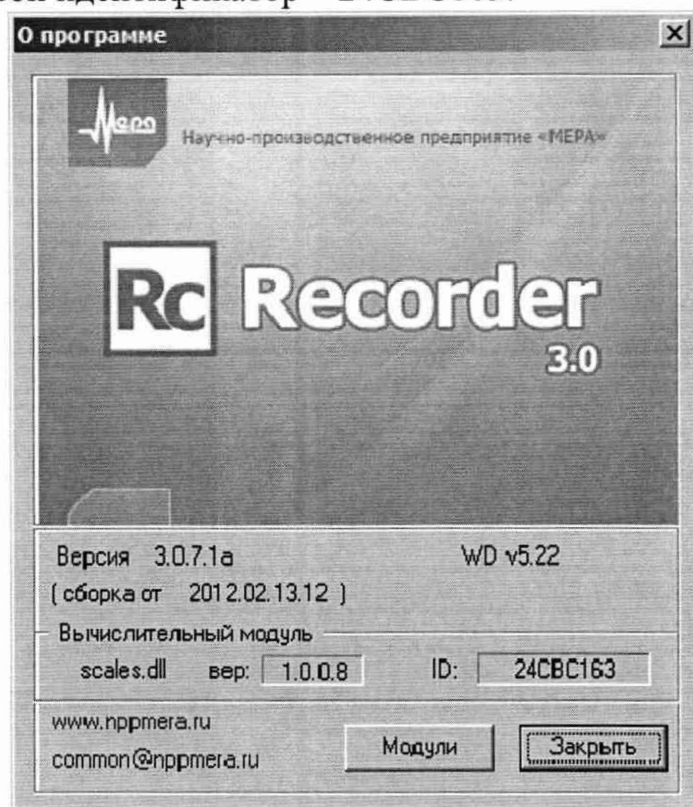 О программе
Мера
Научно-производственное предприятие «МЕРА»
Rc Recorder
3.0
Версия 3.0.7.1a WD v5.22
( сборка от 2012.02.13.12 )
Вычислительный модуль
scales.dll вер: 1.0.0.8 ID: 24CBC163
www.nppmera.ru
common@nppmera.ru
Модули Закрыть